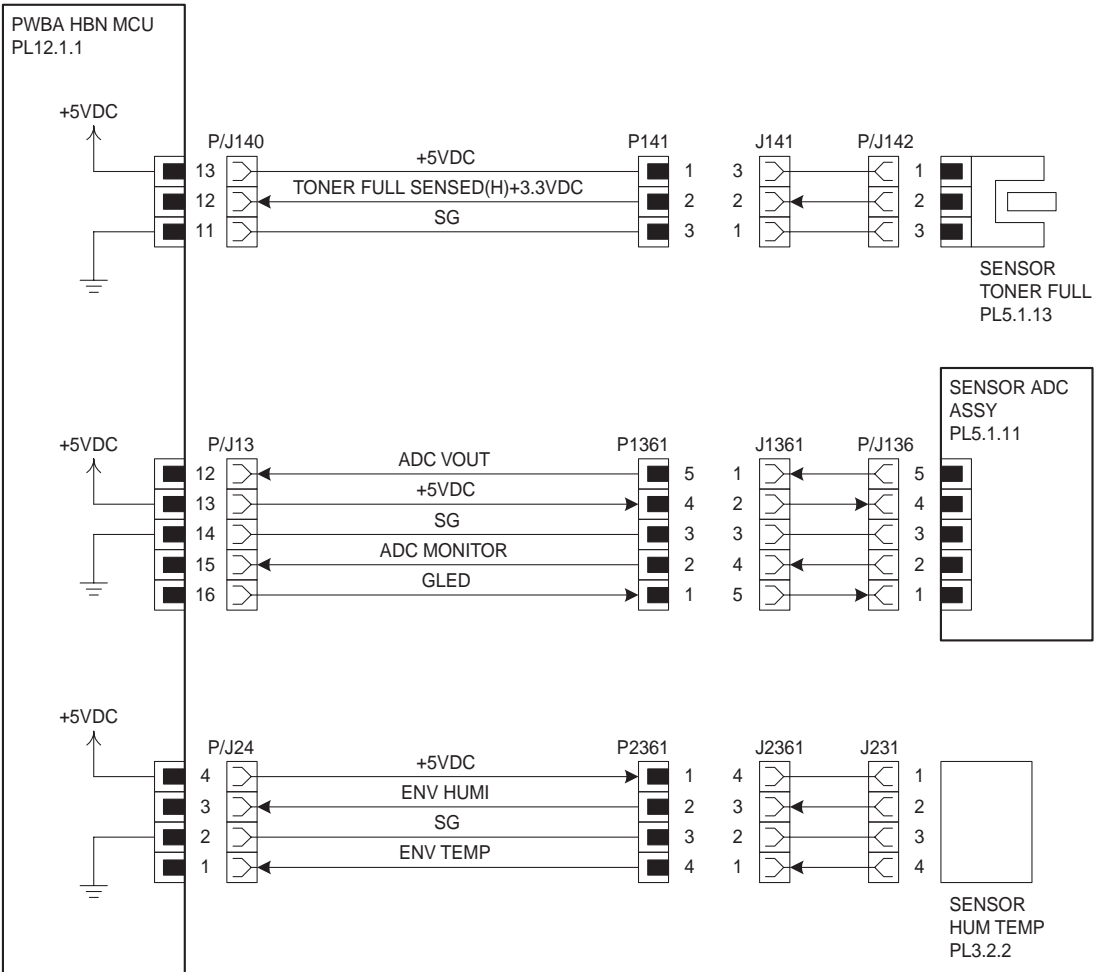 PWBA HBN MCU
PL12.1.1
+5VDC
P/J140
P141
J141
P/J142
+5VDC
13
1
3
1
TONER FULL SENSED(H)+3.3VDC
12
2
2
2
SG
11
3
1
3
SENSOR
TONER FULL
PL5.1.13
SENSOR ADC
ASSY
PL5.1.11
+5VDC
P/J13
P1361
J1361
P/J136
ADC VOUT
12
5
1
5
+5VDC
13
4
2
4
SG
14
3
3
3
ADC MONITOR
15
2
4
2
GLED
16
1
5
1
+5VDC
P/J24
P2361
J2361
J231
+5VDC
4
1
4
1
ENV HUMI
3
2
3
2
SG
2
3
2
3
ENV TEMP
1
4
1
4
SENSOR
HUM TEMP
PL3.2.2